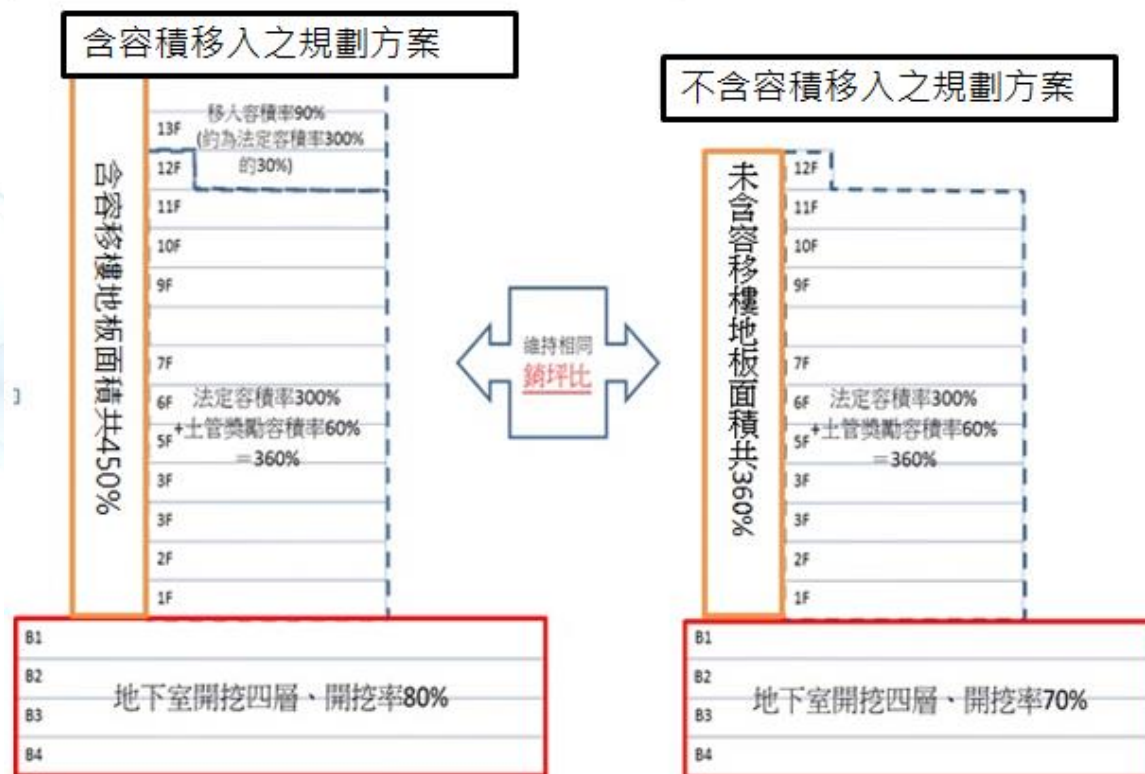 含容積移入之規劃方案
移入容積率90%
13F
(約為法定容積率300%
的30%)
12F
11F
10F
9F
7F
6F
法定容積率300%
5F
+土管獎勵容積率60%
=360%
3F
3F
2F
1F
含容移樓地板面積共450%
B1
B2
地下室開挖四層、開挖率80%
B3
B4
維持相同
銷坪比
不含容積移入之規劃方案
12F
11F
10F
9F
7F
6F
法定容積率300%
5F
+土管獎勵容積率60%
=360%
3F
3F
2F
1F
未含容移樓地板面積共360%
B1
B2
地下室開挖四層、開挖率70%
B3
B4